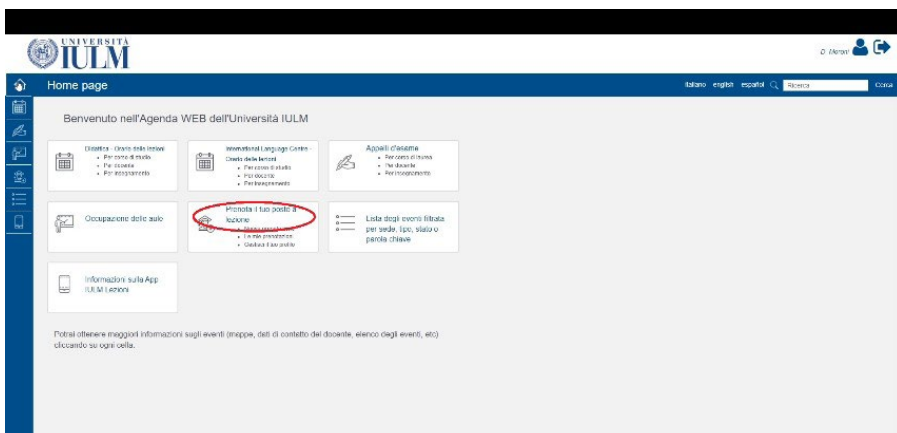 UNIVERSITÀ
IULM
Home page
italiano english español
Ricerca
Cerca
Benvenuto nell'Agenda WEB dell'Università IULM
Didattica - Orario delle lezioni
Per corso di studio
Per docente
Per insegnamento
International Language Centre -
Orario delle lezioni
Per corso di studio
Per docente
Per insegnamento
Appelli d'esame
Per corso di laurea
Per docente
Per insegnamento
Occupazione delle aule
Prenota il tuo posto a
lezione
Le mie prenotazioni
Gestisci il tuo profilo
Lista degli eventi filtrata
per sede, tipo, stato o
parola chiave
Informazioni sulla App
IULM Lezioni
Potrai ottenere maggiori informazioni sugli eventi (mappe, dati di contatto del docente, elenco degli eventi, etc)
cliccando su ogni cella.